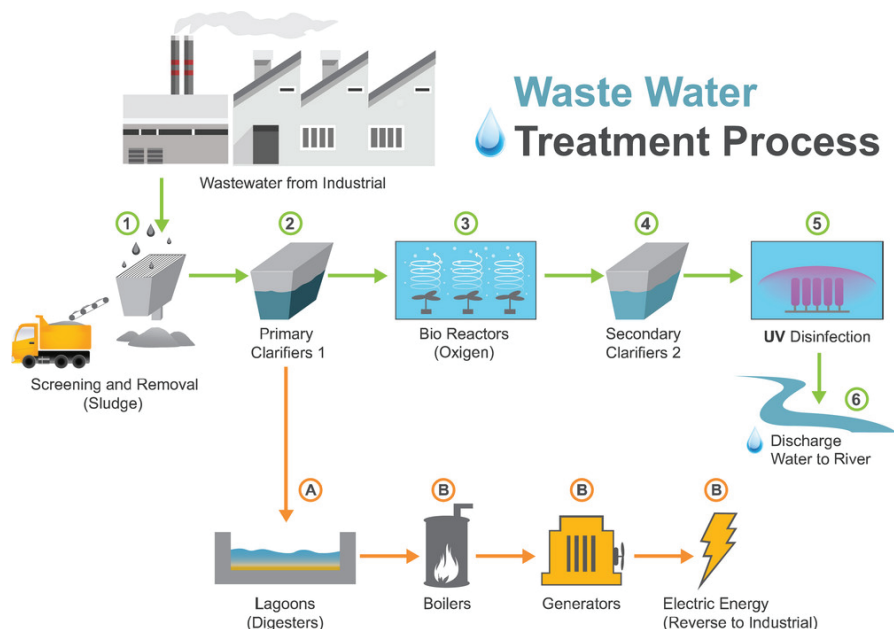 Waste Water
Treatment Process
Wastewater from Industrial
1
2
3
4
5
Screening and Removal
(Sludge)
Primary
Clarifiers 1
Bio Reactors
(Oxigen)
Secondary
Clarifiers 2
UV Disinfection
6
Discharge
Water to River
A
B
B
B
Lagoons
(Digesters)
Boilers
Generators
Electric Energy
(Reverse to Industrial)